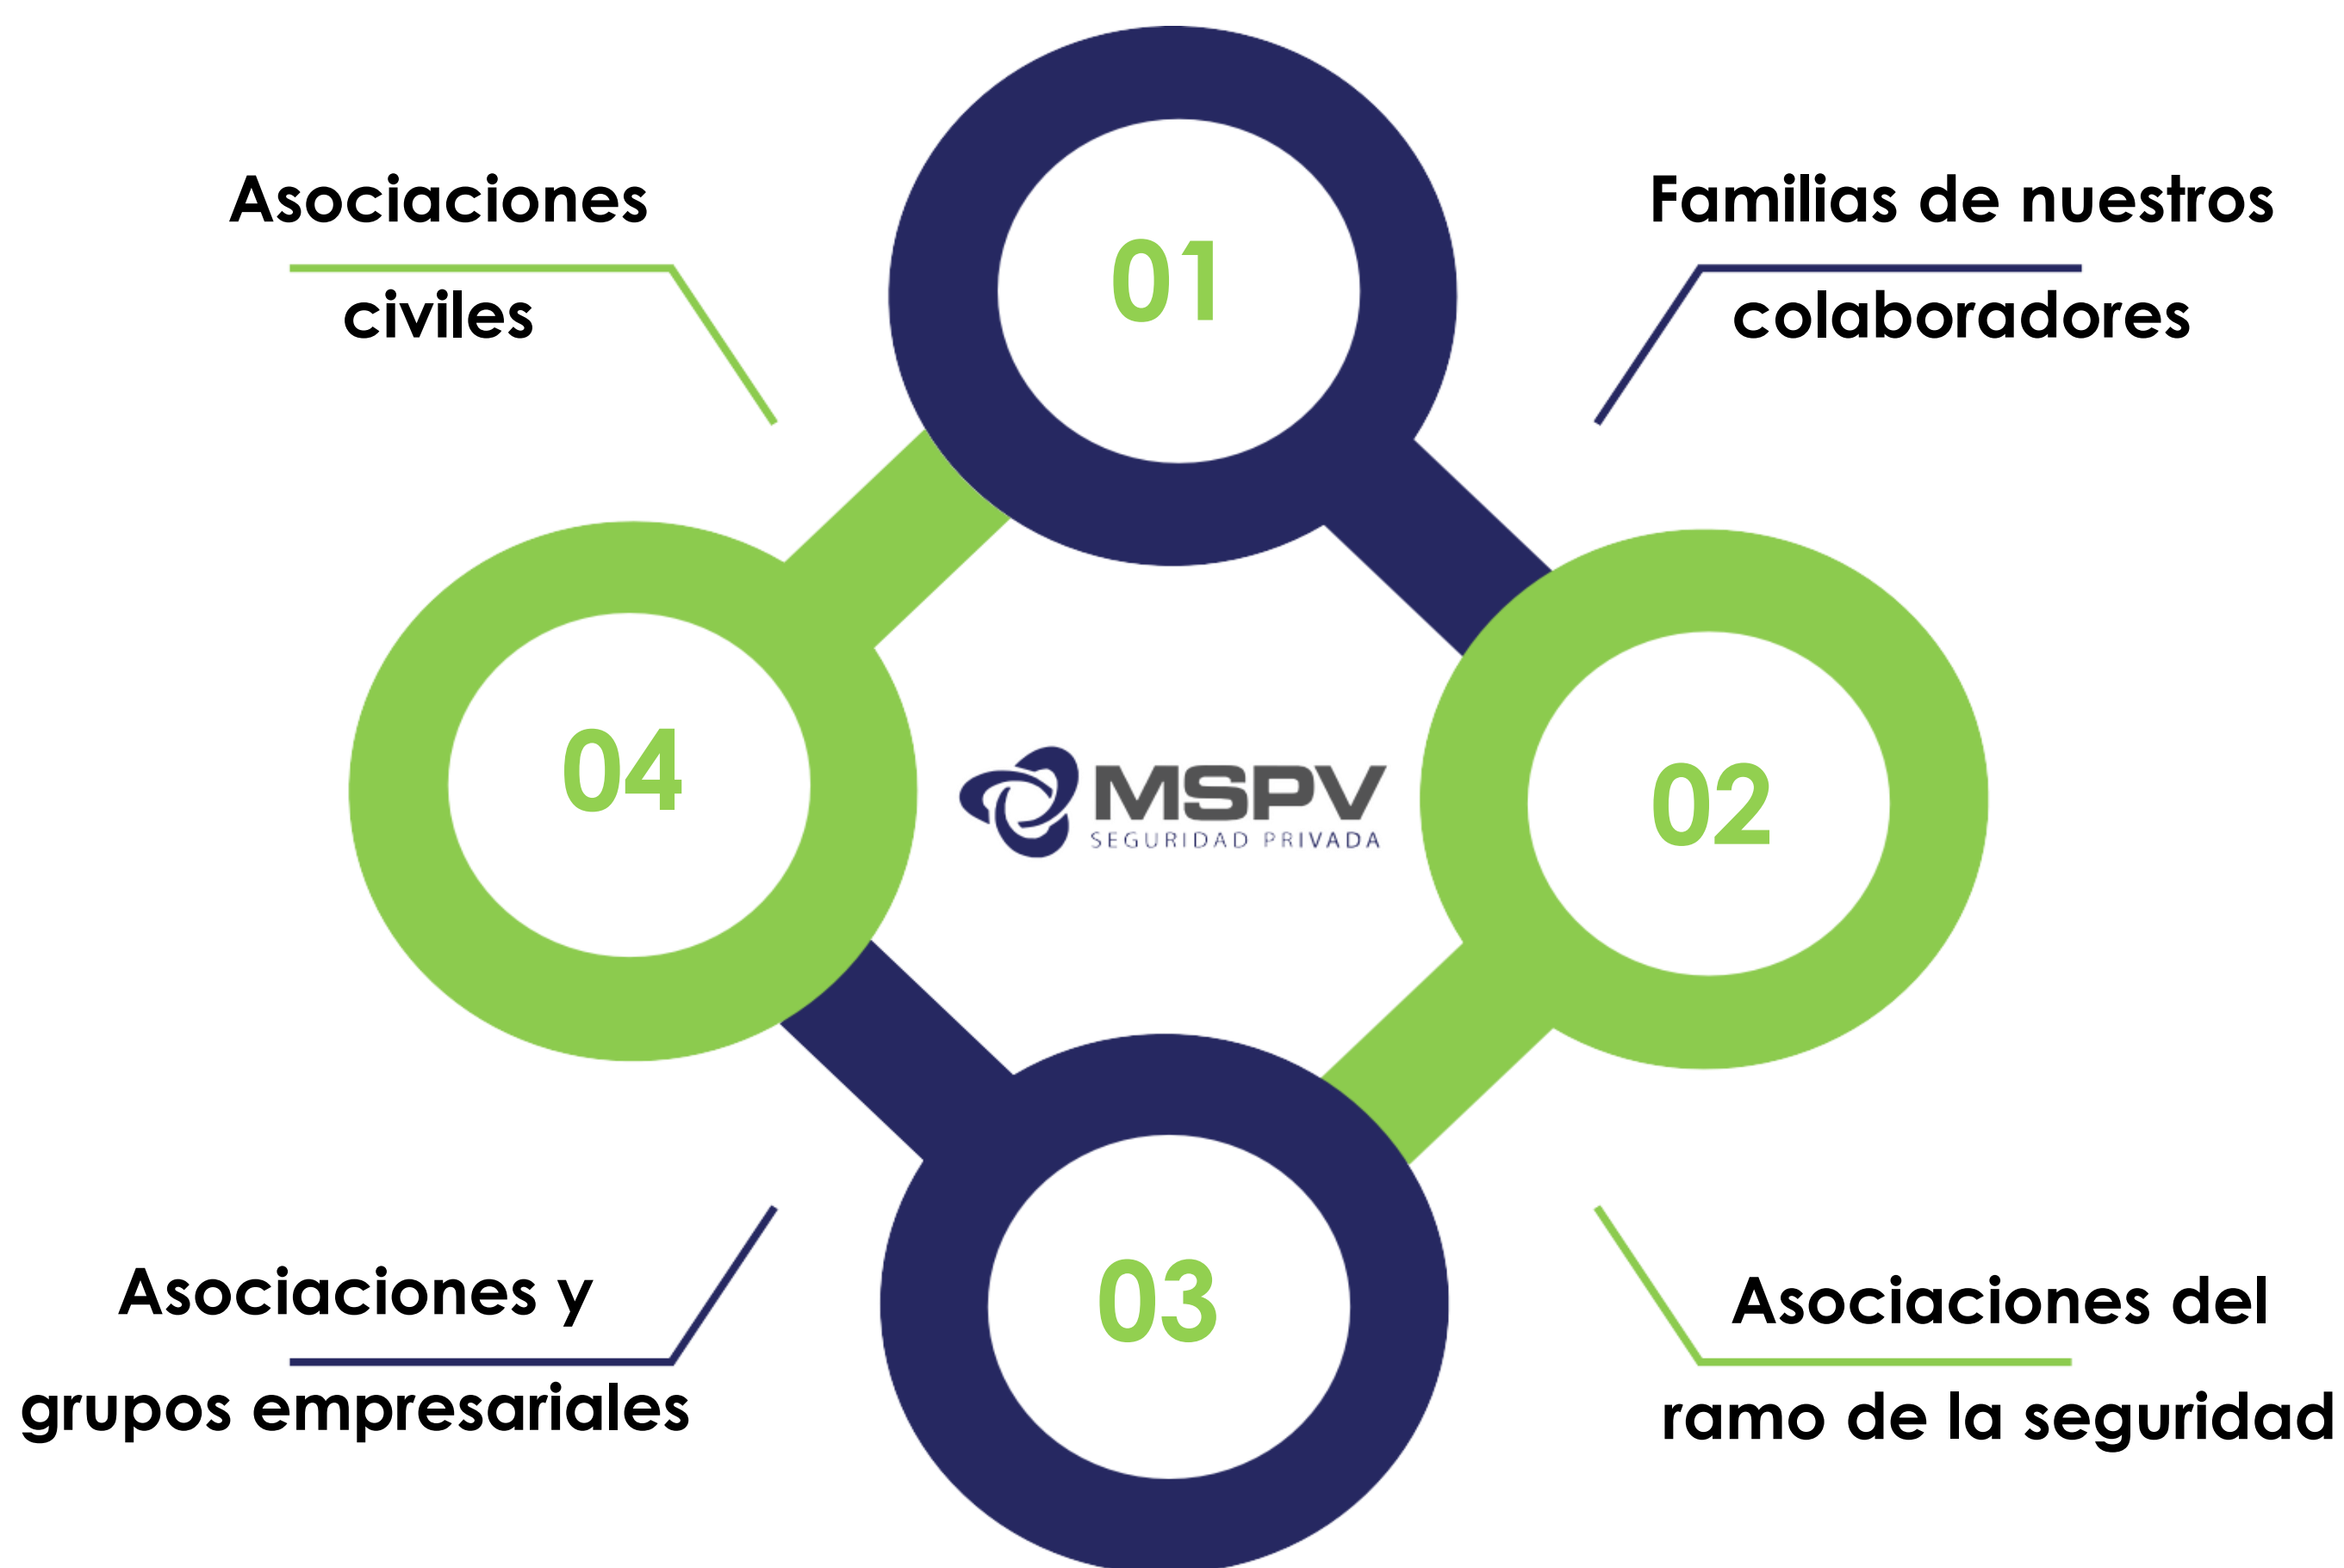 Asociaciones
civiles
01
Familias de nuestros
colaboradores
04
MSPV
SEGURIDAD PRIVADA
02
Asociaciones y
grupos empresariales
03
Asociaciones del
ramo de la seguridad